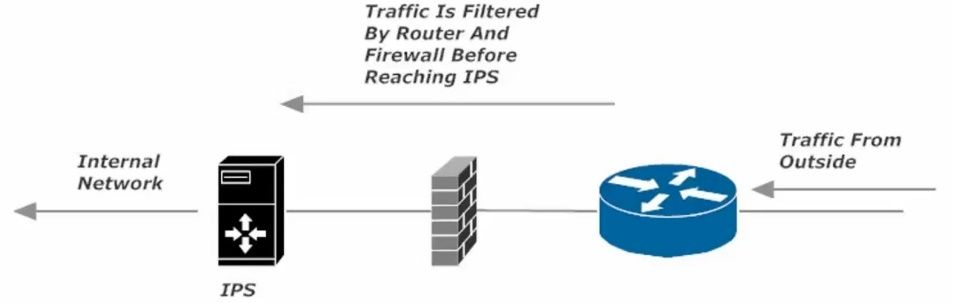 Traffic Is Filtered
By Router And
Firewall Before
Reaching IPS
Traffic From
Outside
Internal
Network
IPS